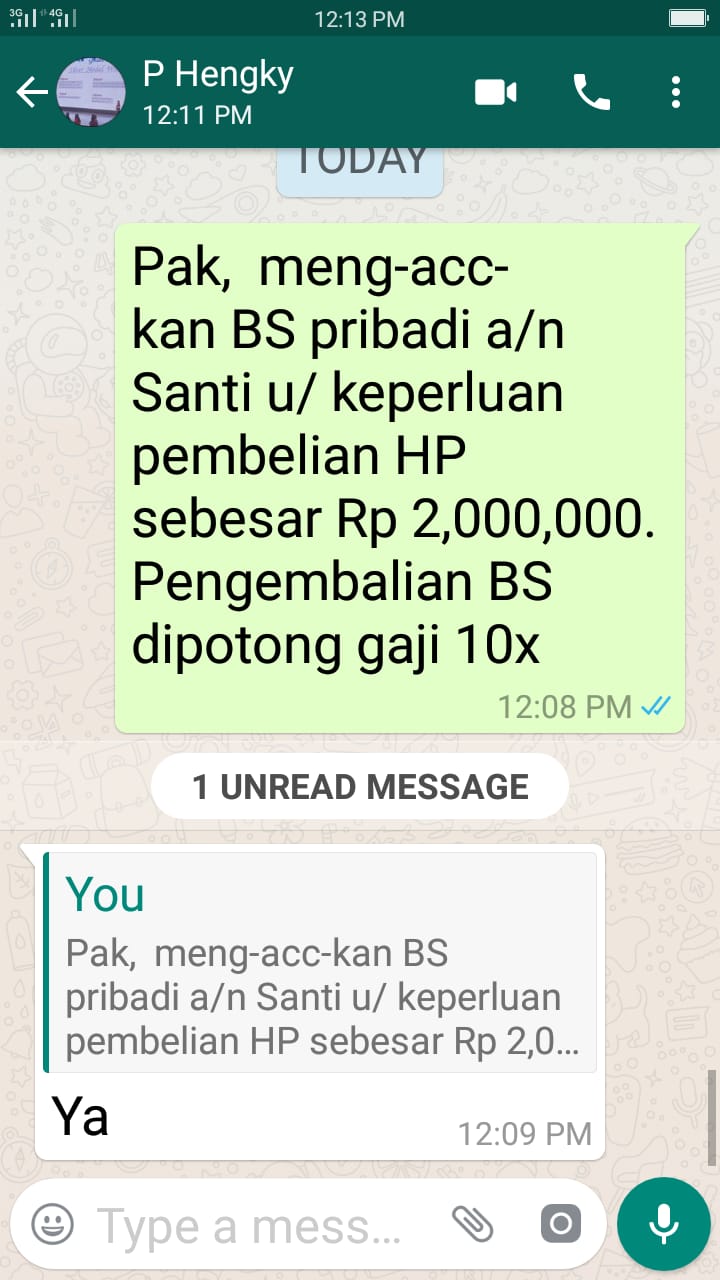 3G 4G 12:13 PM
P Hengky
12:11 PM
TODAY
Pak,  meng-acc-
kan BS pribadi a/n
Santi u/ keperluan
pembelian HP
sebesar Rp 2,000,000.
Pengembalian BS
dipotong gaji 10x
12:08 PM
1 UNREAD MESSAGE
You
Pak,  meng-acc-kan BS
pribadi a/n Santi u/ keperluan
pembelian HP sebesar Rp 2,0...
Ya
12:09 PM
Type a mess...